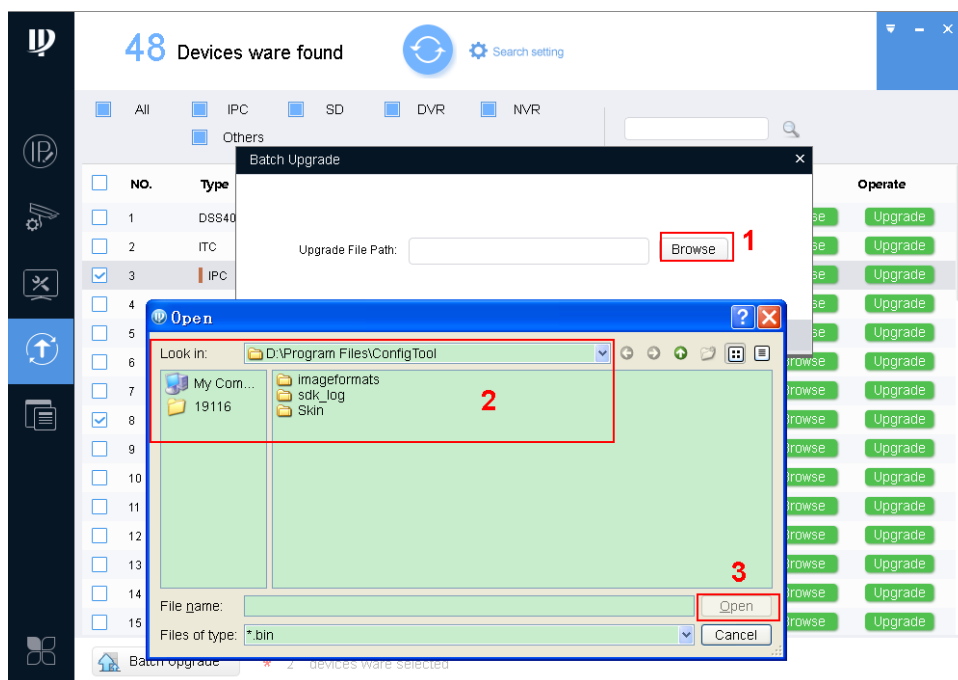 48 Devices ware found
Search setting
All IPC SD DVR NVR
Others
Batch Upgrade
NO. Type Operate
1 DSS40 Upgrade
2 ITC Upgrade
Upgrade File Path: Browse 1
3 IPC Upgrade
4 Upgrade
Open
5 Upgrade
Look in: D:\Program Files\ConfigTool
6 Browse Upgrade
My Com... imageformats
19116 sdk_log
Skin
2
7 Browse Upgrade
8 Browse Upgrade
9 Browse Upgrade
10 Browse Upgrade
11 Browse Upgrade
12 Browse Upgrade
13 Browse Upgrade
3
14 Browse Upgrade
File name: Open
15 Browse Upgrade
Files of type: *.bin Cancel
Batch Upgrade * 2 devices ware selected